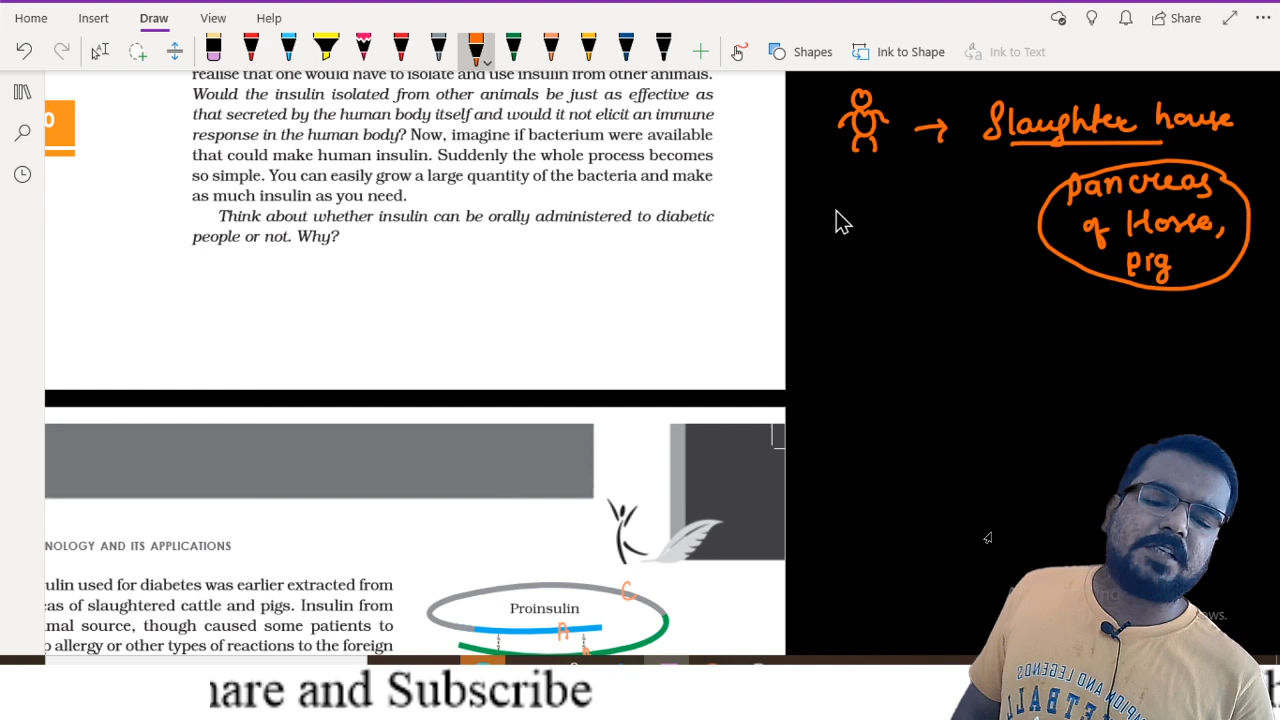 Home Insert Draw View Help Share
Shapes Ink to Shape Ink to Text
realise that one would have to isolate and use insulin from other animals.
Would the insulin isolated from other animals be just as effective as
that secreted by the human body itself and would it not elicit an immune
response in the human body? Now, imagine if bacterium were available
that could make human insulin. Suddenly the whole process becomes
so simple. You can easily grow a large quantity of the bacteria and make
as much insulin as you need.
Think about whether insulin can be orally administered to diabetic
people or not. Why?
0
Slaughter house
pancreas
of Horse,
pig
NOLOGY AND ITS APPLICATIONS
ulin used for diabetes was earlier extracted from
eas of slaughtered cattle and pigs. Insulin from
mal source, though caused some patients to
p allergy or other types of reactions to the foreign
Proinsulin
C
A
hare and Subscribe